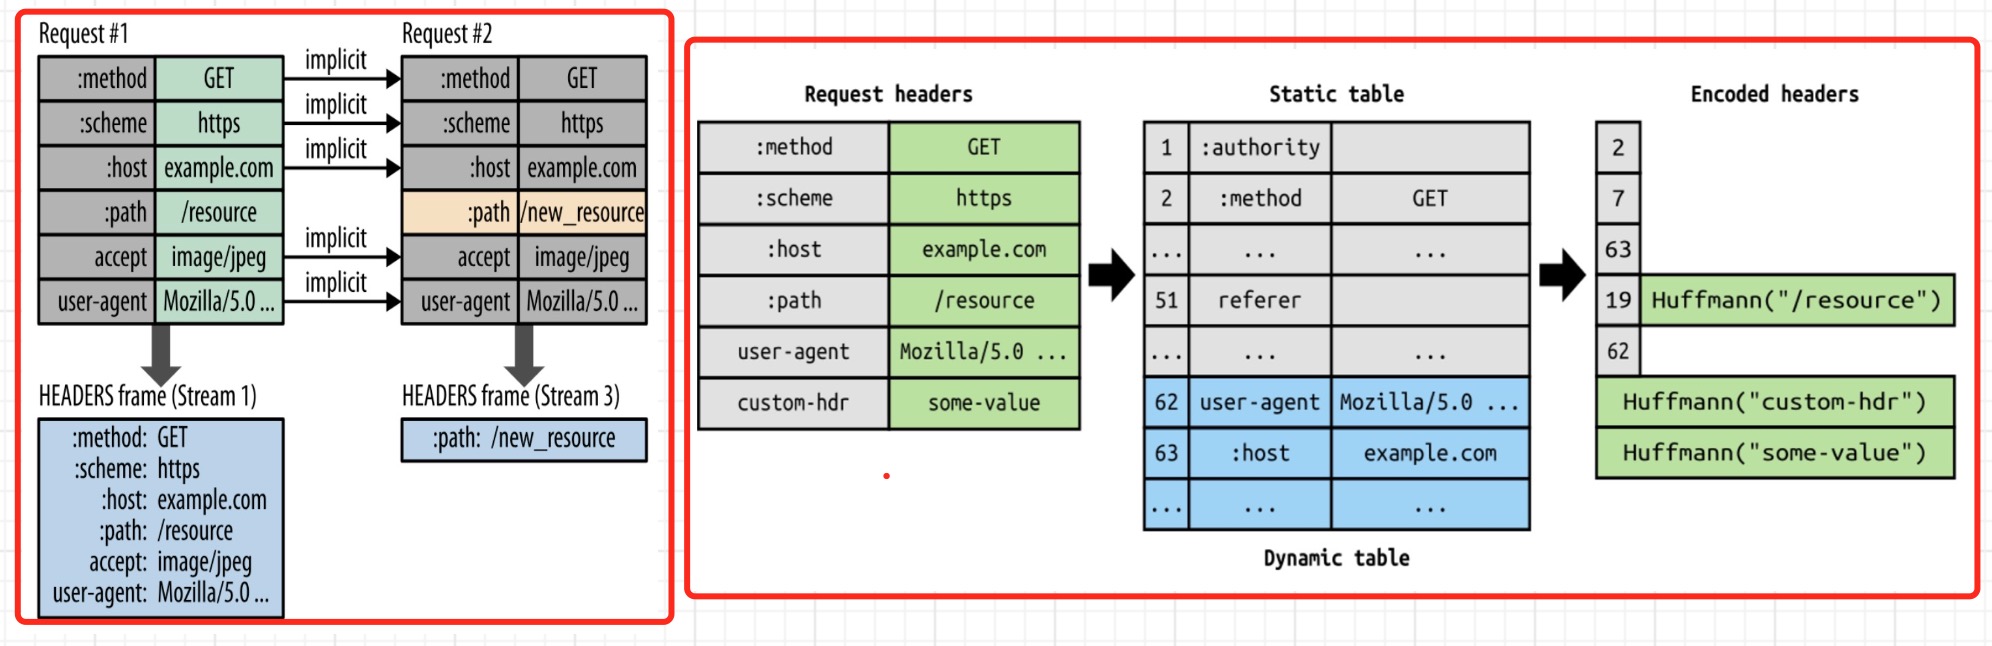 Request #1
:method GET
:scheme https
:host example.com
:path /resource
accept image/jpeg
user-agent Mozilla/5.0 ...
implicit
implicit
implicit
implicit
implicit
Request #2
:method GET
:scheme https
:host example.com
:path /new_resource
accept image/jpeg
user-agent Mozilla/5.0 ...
HEADERS frame (Stream 1)
:method: GET
:scheme: https
:host: example.com
:path: /resource
accept: image/jpeg
user-agent: Mozilla/5.0 ...
HEADERS frame (Stream 3)
:path: /new_resource
Request headers
:method GET
:scheme https
:host example.com
:path /resource
user-agent Mozilla/5.0 ...
custom-hdr some-value
Static table
1 :authority
2 :method GET
... ... ...
51 referer
... ... ...
62 user-agent Mozilla/5.0 ...
63 :host example.com
... ... ...
Dynamic table
Encoded headers
2
7
63
19 Huffmann("/resource")
62
Huffmann("custom-hdr")
Huffmann("some-value")